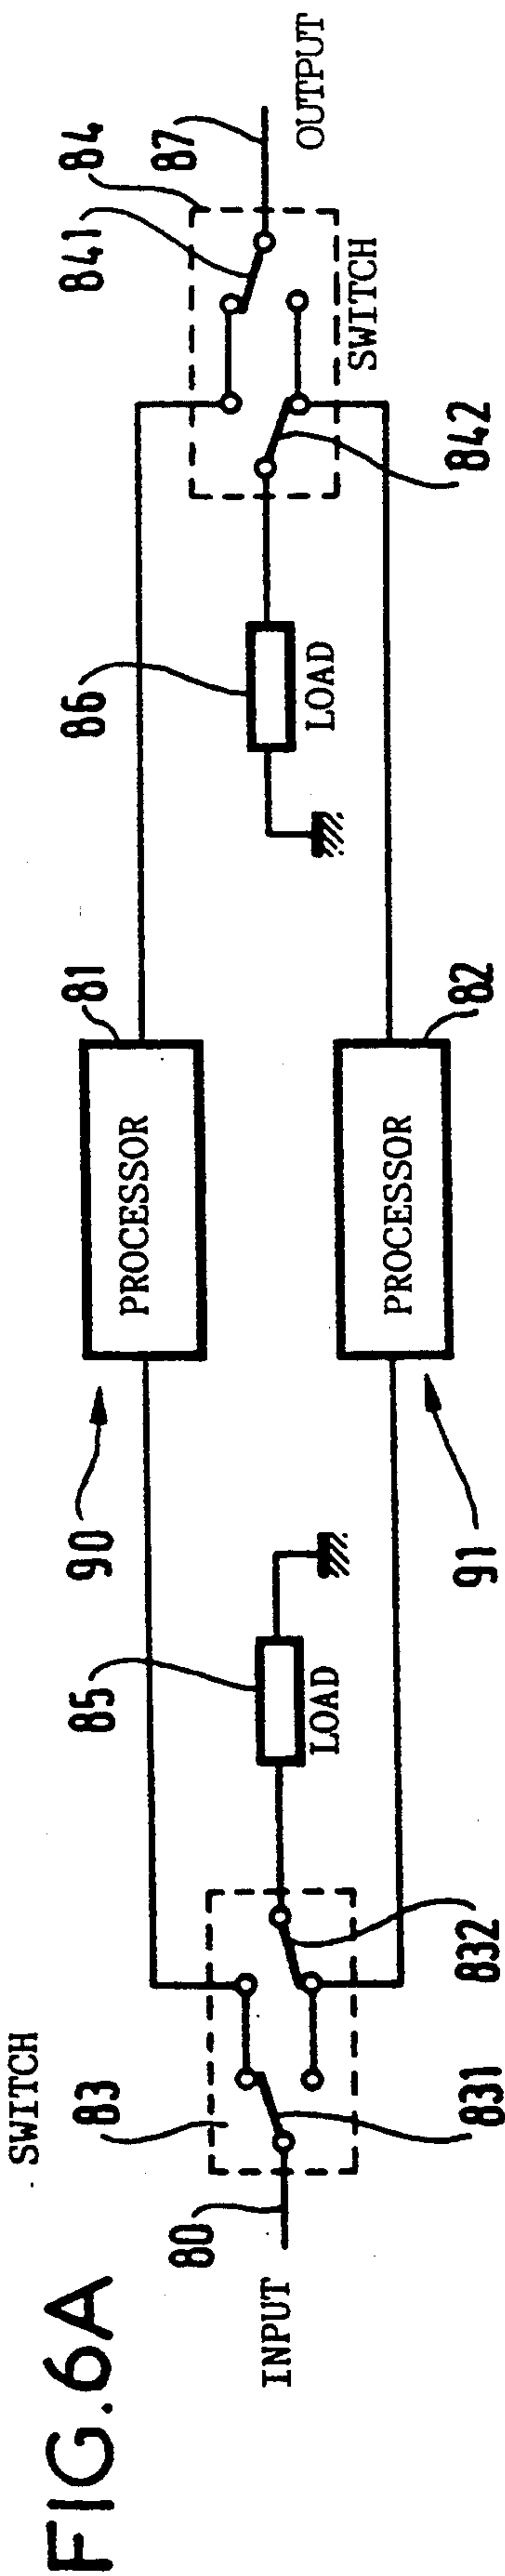 FIG.6A
SWITCH
INPUT
80
83
831
832
85
LOAD
90
PROCESSOR
81
91
PROCESSOR
82
86
LOAD
841
84
87
842
SWITCH
OUTPUT